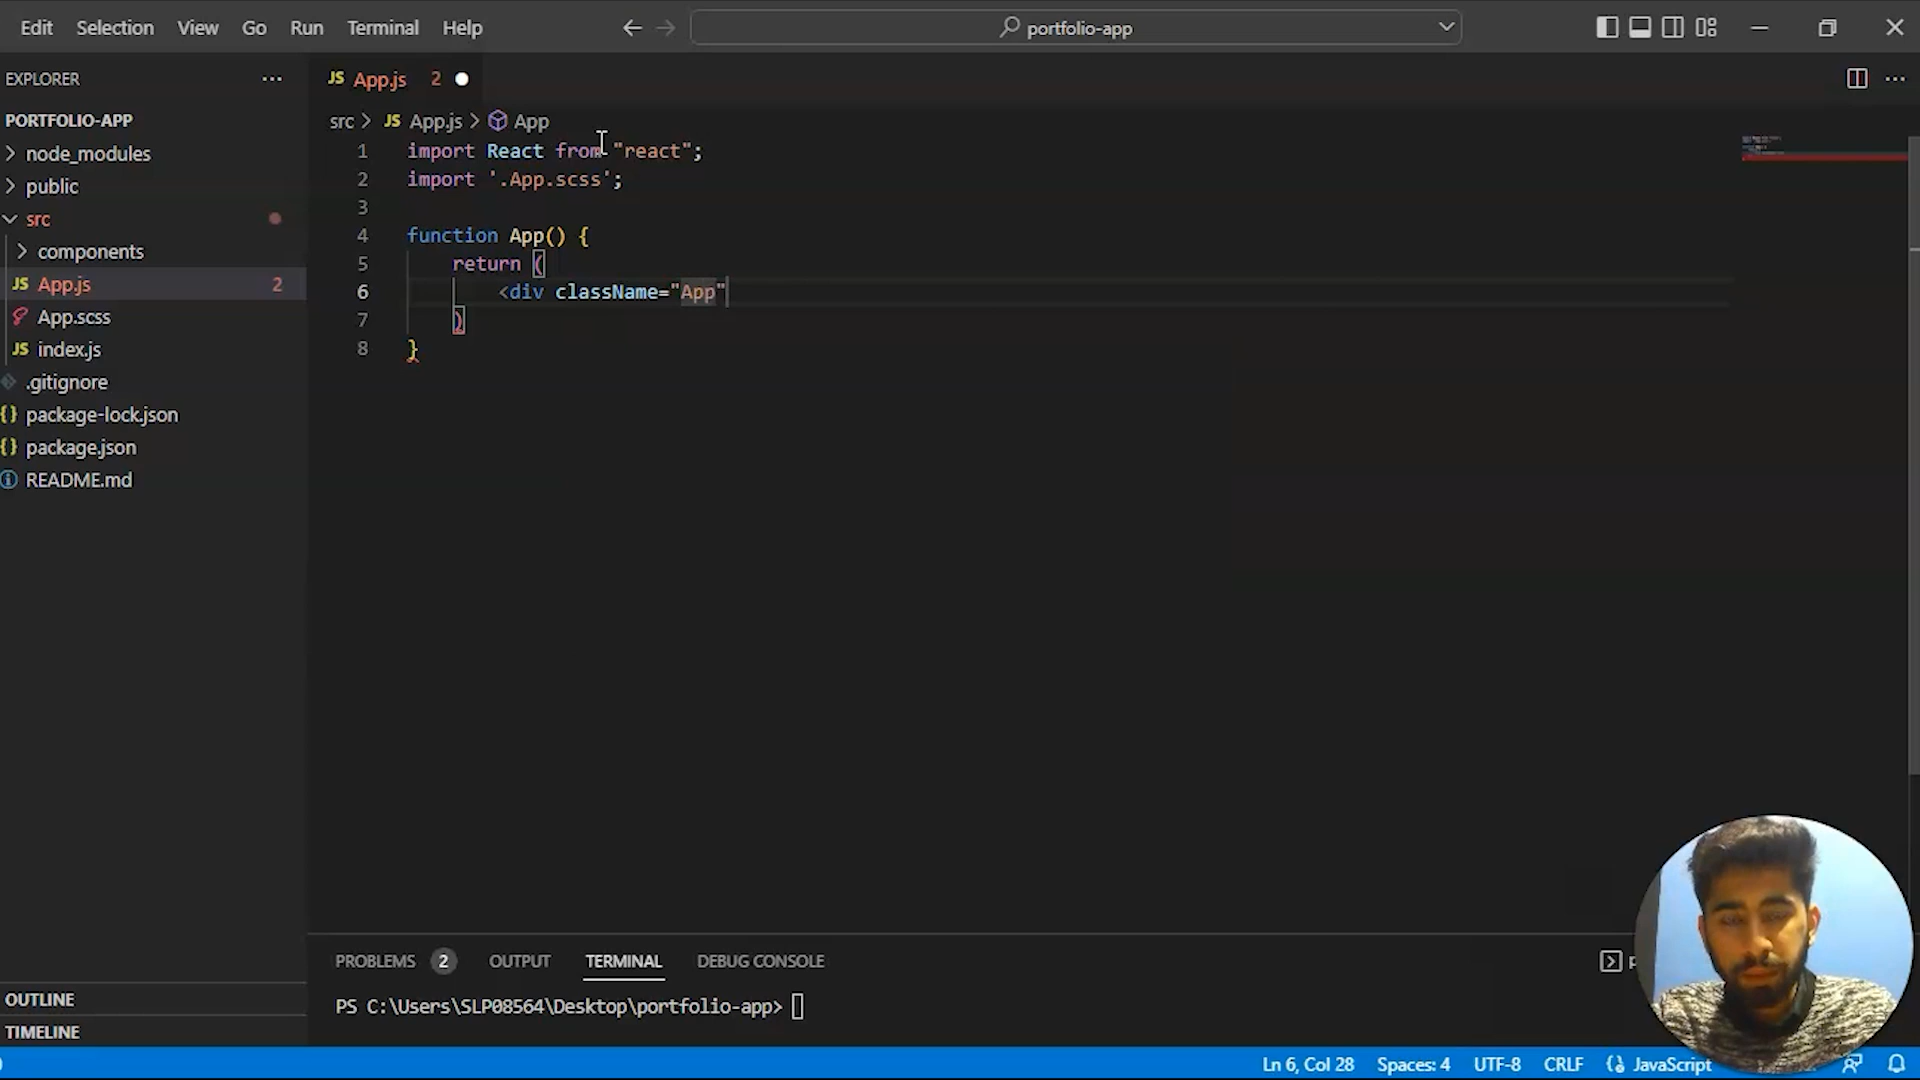 Edit Selection View Go Run Terminal Help portfolio-app
EXPLORER
PORTFOLIO-APP
node_modules
public
src
components
JS App.js 2
App.scss
JS index.js
.gitignore
{} package-lock.json
{} package.json
README.md
OUTLINE
TIMELINE
JS App.js 2
src > JS App.js > App
1 import React from "react";
2 import '.App.scss';
3
4 function App() {
5 return (
6 <div className="App"
7 )
8 }
PROBLEMS 2 OUTPUT TERMINAL DEBUG CONSOLE
PS C:\Users\SLP08564\Desktop\portfolio-app>
Ln 6, Col 28 Spaces: 4 UTF-8 CRLF JavaScript